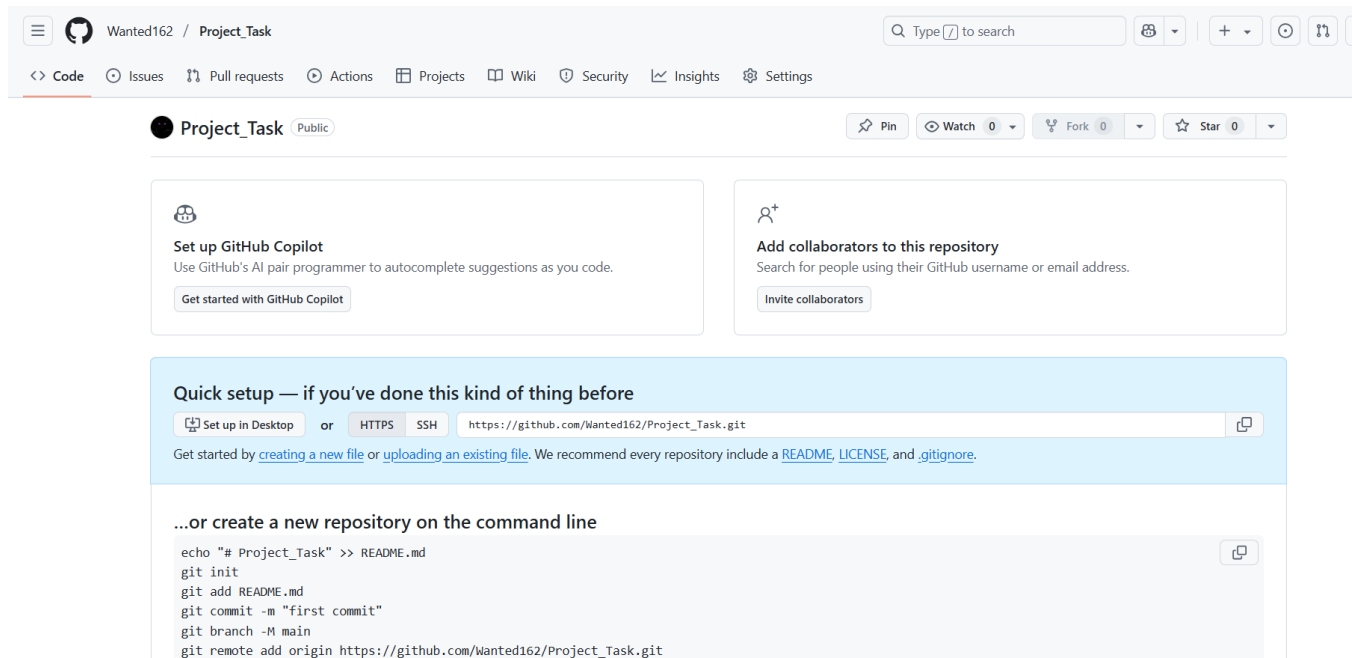 Wanted162 / Project_Task
Type / to search
Code Issues Pull requests Actions Projects Wiki Security Insights Settings
Project_Task Public
Pin Watch 0 Fork 0 Star 0
Set up GitHub Copilot
Use GitHub's AI pair programmer to autocomplete suggestions as you code.
Get started with GitHub Copilot
Add collaborators to this repository
Search for people using their GitHub username or email address.
Invite collaborators
Quick setup — if you’ve done this kind of thing before
Set up in Desktop or HTTPS SSH https://github.com/Wanted162/Project_Task.git
Get started by creating a new file or uploading an existing file. We recommend every repository include a README, LICENSE, and .gitignore.
…or create a new repository on the command line
echo "# Project_Task" >> README.md
git init
git add README.md
git commit -m "first commit"
git branch -M main
git remote add origin https://github.com/Wanted162/Project_Task.git